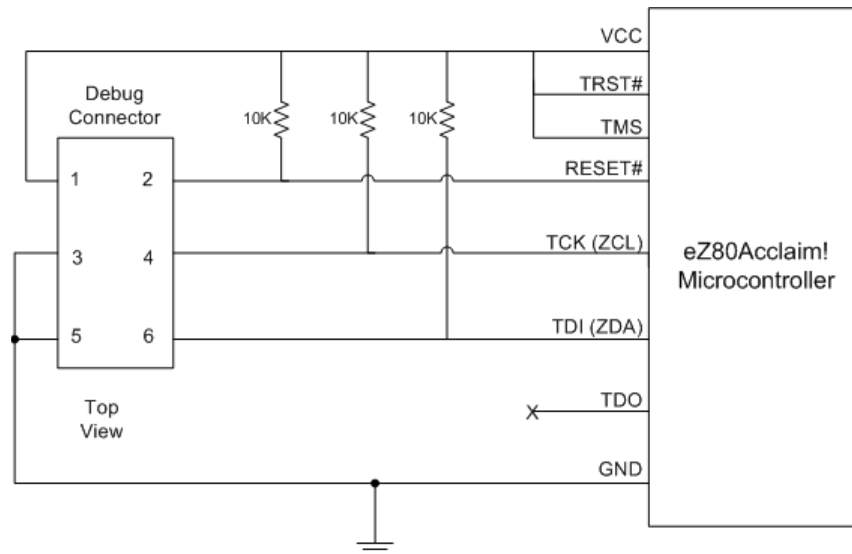 VCC
TRST#
TMS
RESET#
TCK (ZCL)
TDI (ZDA)
TDO
GND
Debug
Connector
10K
10K
10K
1
2
3
4
5
6
Top
View
X
eZ80Acclaim!
Microcontroller